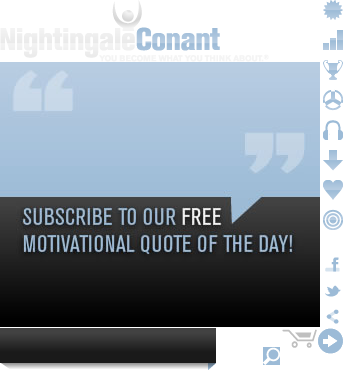 NightingaleConant
YOU BECOME WHAT YOU THINK ABOUT®
SUBSCRIBE TO OUR FREE
MOTIVATIONAL QUOTE OF THE DAY!